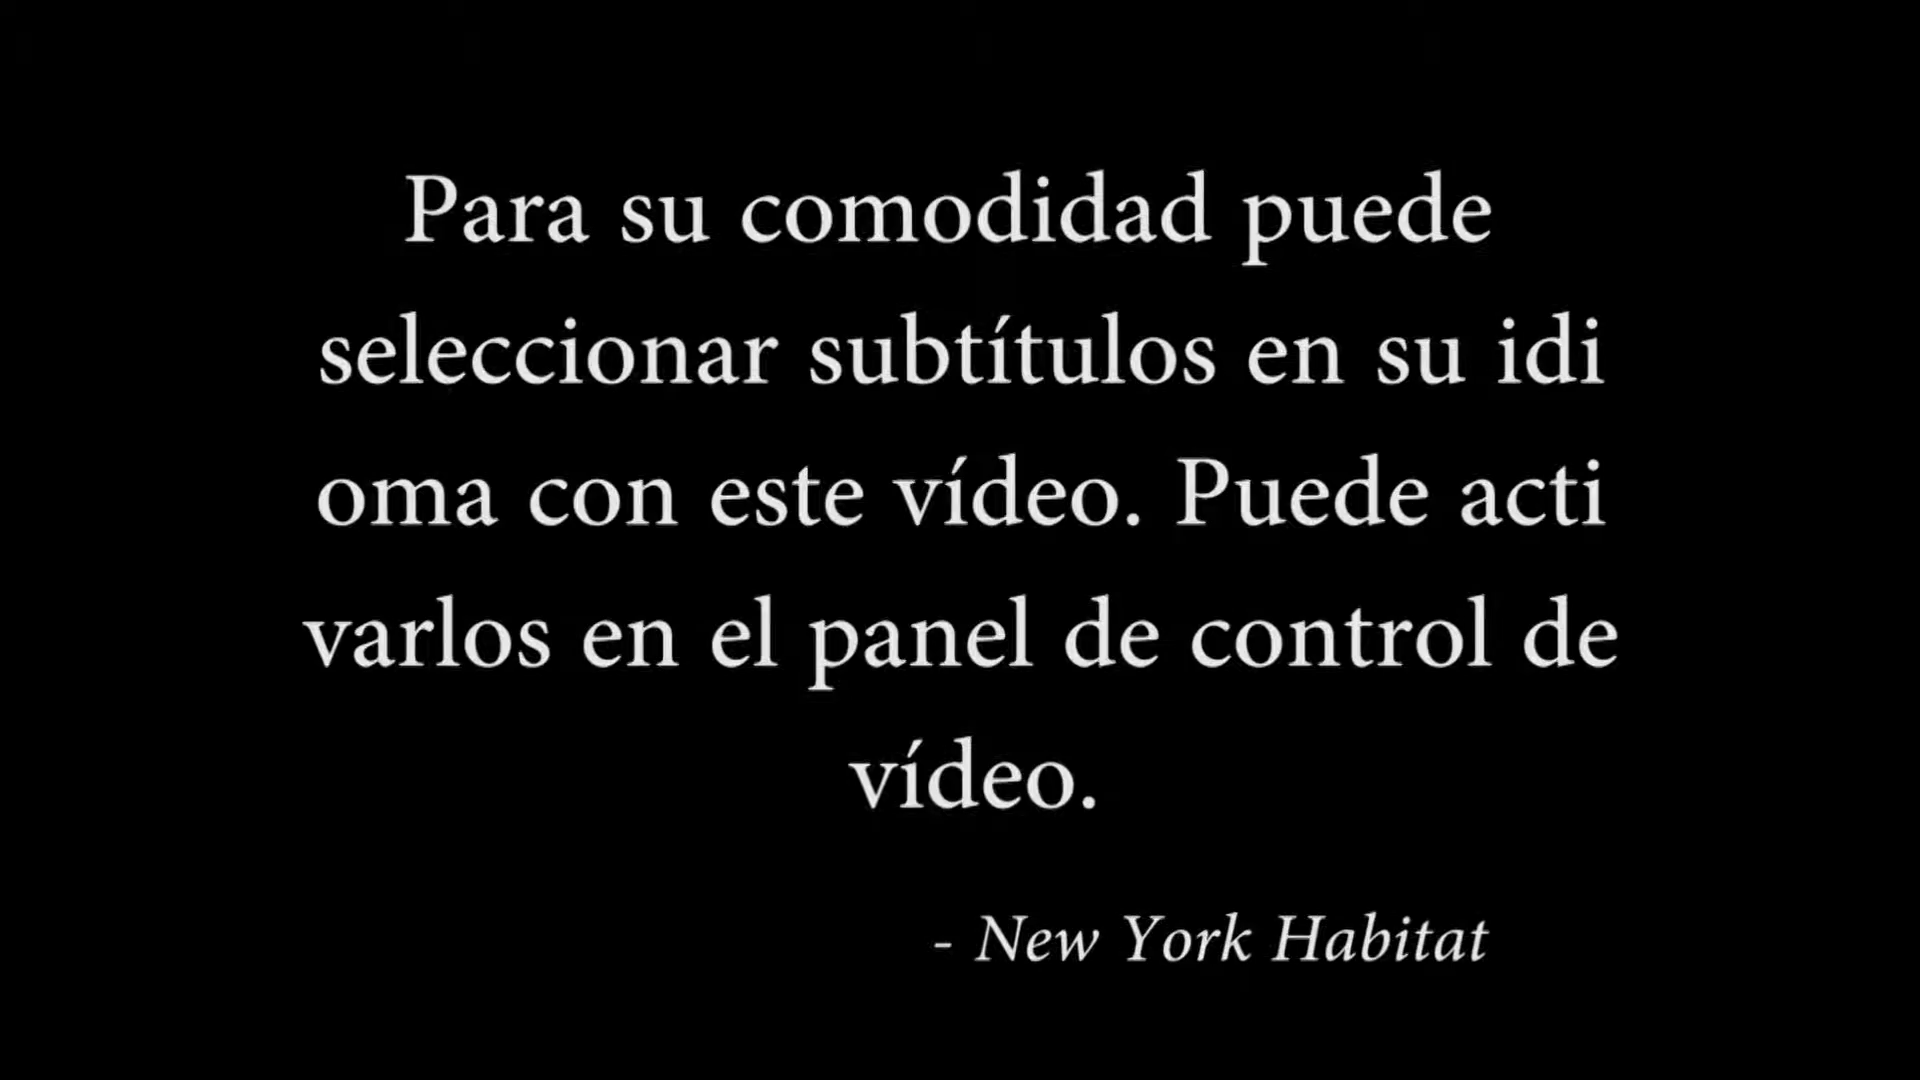 Para su comodidad puede
seleccionar subtítulos en su idi
oma con este vídeo. Puede acti
varlos en el panel de control de
vídeo.
- New York Habitat